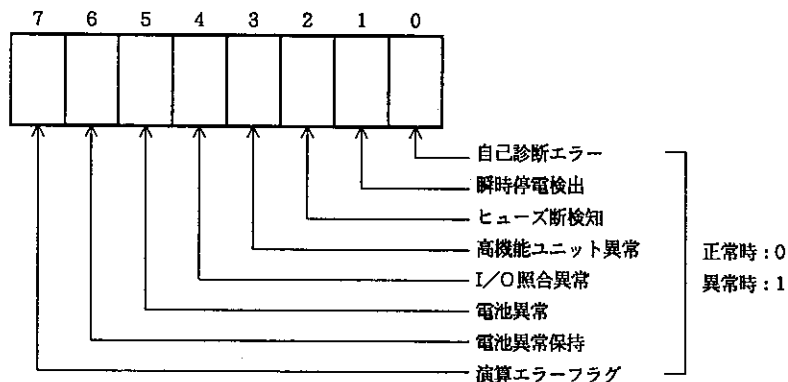 7 6 5 4 3 2 1 0
自己診断エラー
瞬時停電検出
ヒューズ断検知
高機能ユニット異常
I/O照合異常
電池異常
電池異常保持
演算エラーフラグ
正常時:0
異常時:1